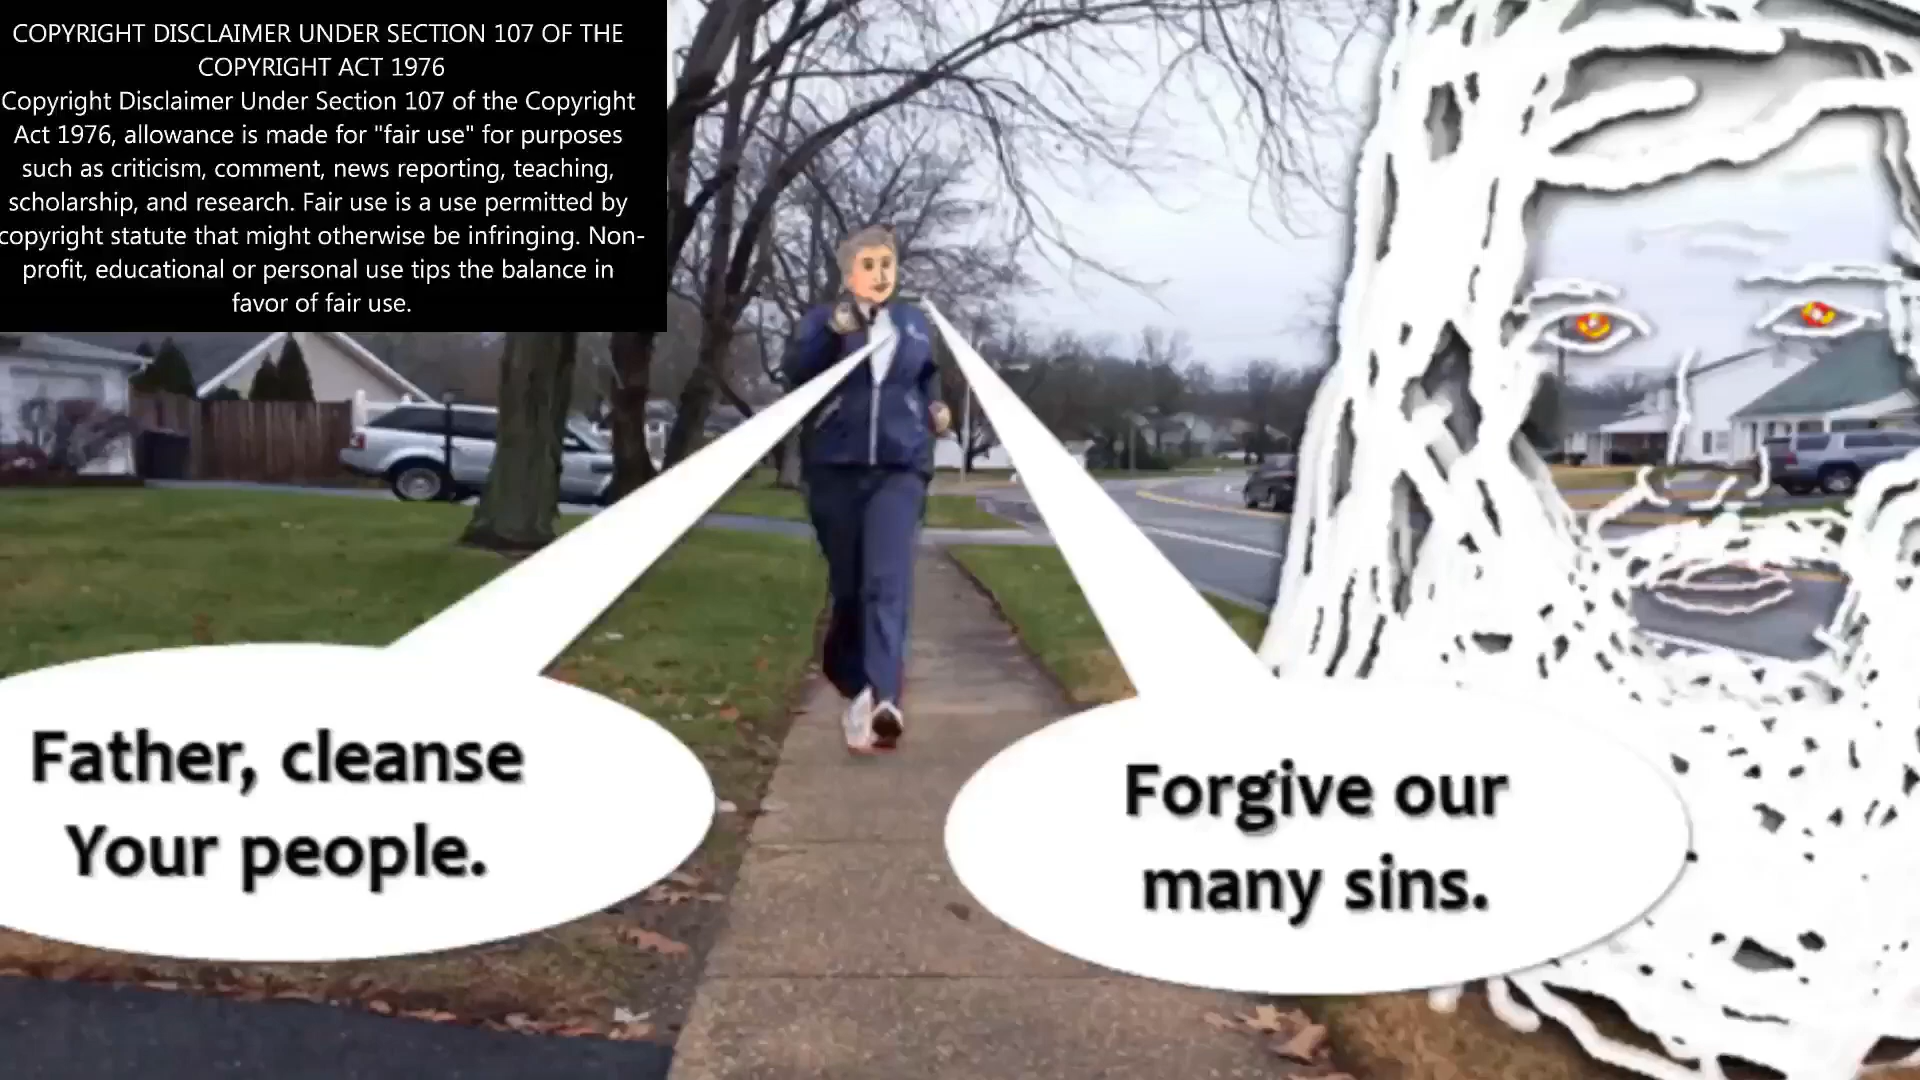 COPYRIGHT DISCLAIMER UNDER SECTION 107 OF THE
COPYRIGHT ACT 1976
Copyright Disclaimer Under Section 107 of the Copyright
Act 1976, allowance is made for "fair use" for purposes
such as criticism, comment, news reporting, teaching,
scholarship, and research. Fair use is a use permitted by
copyright statute that might otherwise be infringing. Non-
profit, educational or personal use tips the balance in
favor of fair use.
Father, cleanse
Your people.
Forgive our
many sins.